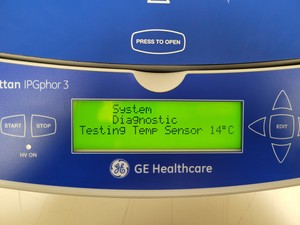 PRESS TO OPEN
ttan IPGphor 3
System
Diagnostic
Testing Temp Sensor 14°C
START
STOP
EDIT
HV ON
GE Healthcare